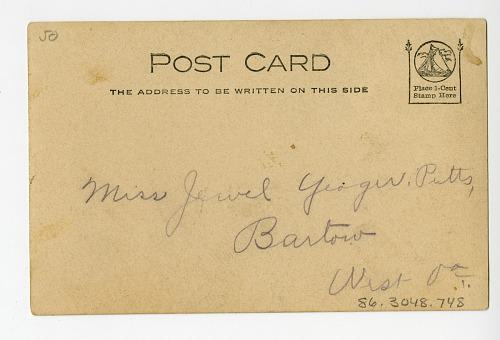 50
POST CARD
THE ADDRESS TO BE WRITTEN ON THIS SIDE
Place 1-Cent
Stamp Here
Miss Jewel Yeager, Pitts,
Bartow
West Va.
86.3048.748